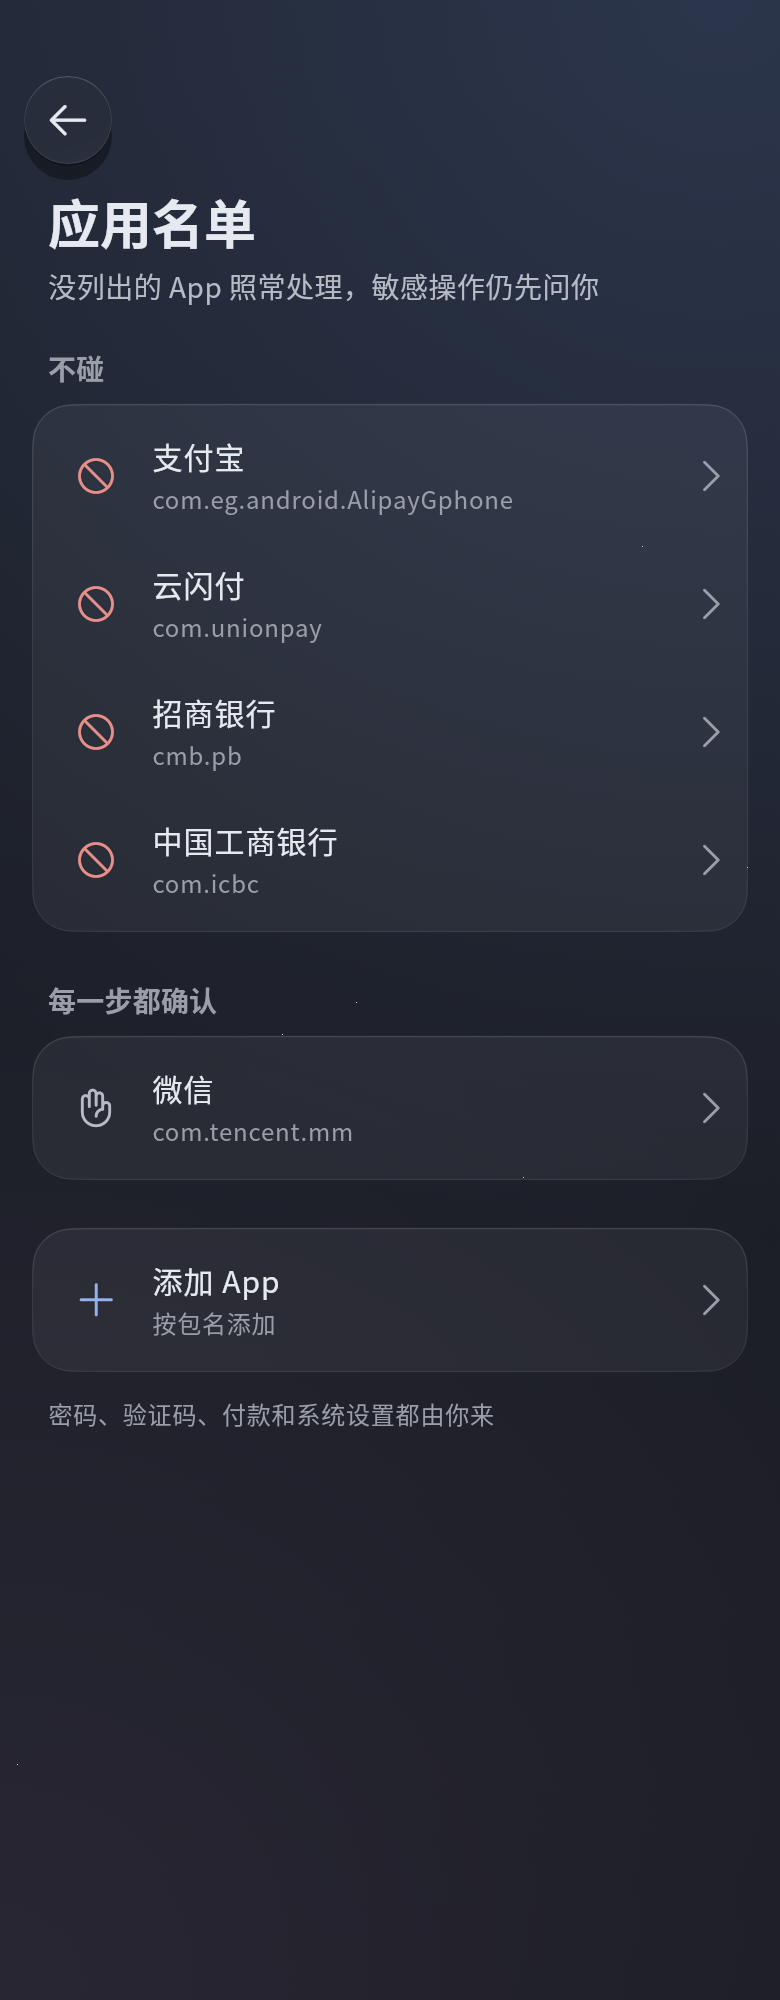 应用名单
没列出的 App 照常处理，敏感操作仍先问你
不碰
支付宝
com.eg.android.AlipayGphone
云闪付
com.unionpay
招商银行
cmb.pb
中国工商银行
com.icbc
每一步都确认
微信
com.tencent.mm
添加 App
按包名添加
密码、验证码、付款和系统设置都由你来